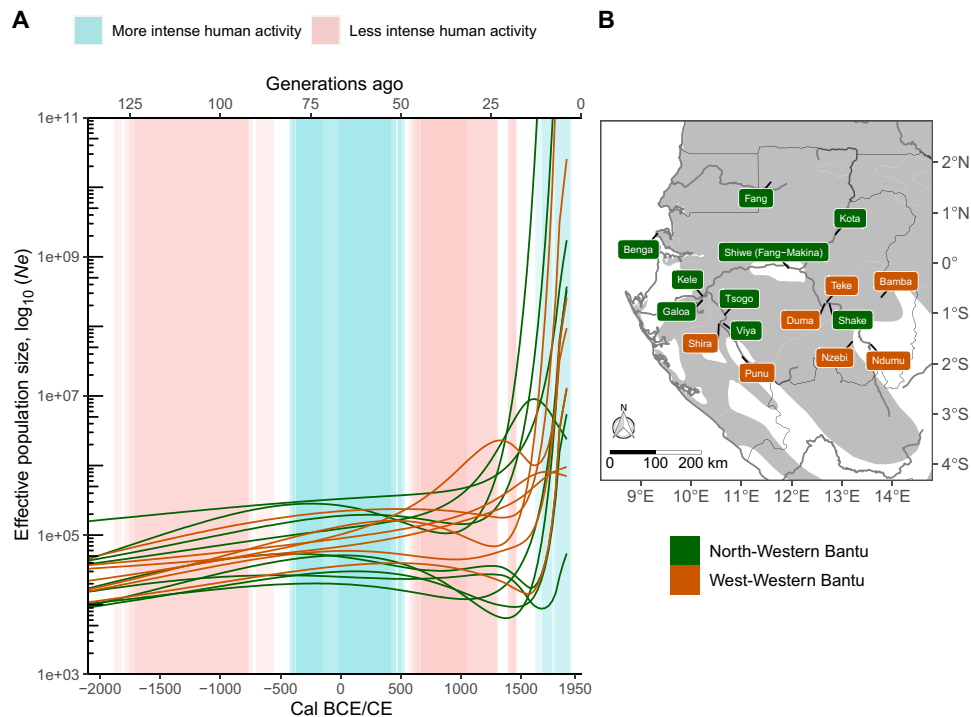 A
B
More intense human activity
Less intense human activity
Generations ago
125
100
75
50
25
0
1e+11
1e+09
1e+07
1e+05
1e+03
Effective population size, log10 (Ne)
−2000
−1500
−1000
−500
0
500
1000
1500
1950
Cal BCE/CE
Fang
Kota
Benga
Shiwe (Fang−Makina)
Kele
Teke
Bamba
Tsogo
Galoa
Duma
Shake
Viya
Shira
Nzebi
Ndumu
Punu
N
0
100
200 km
2°N
1°N
0°
1°S
2°S
3°S
4°S
9°E
10°E
11°E
12°E
13°E
14°E
North−Western Bantu
West−Western Bantu